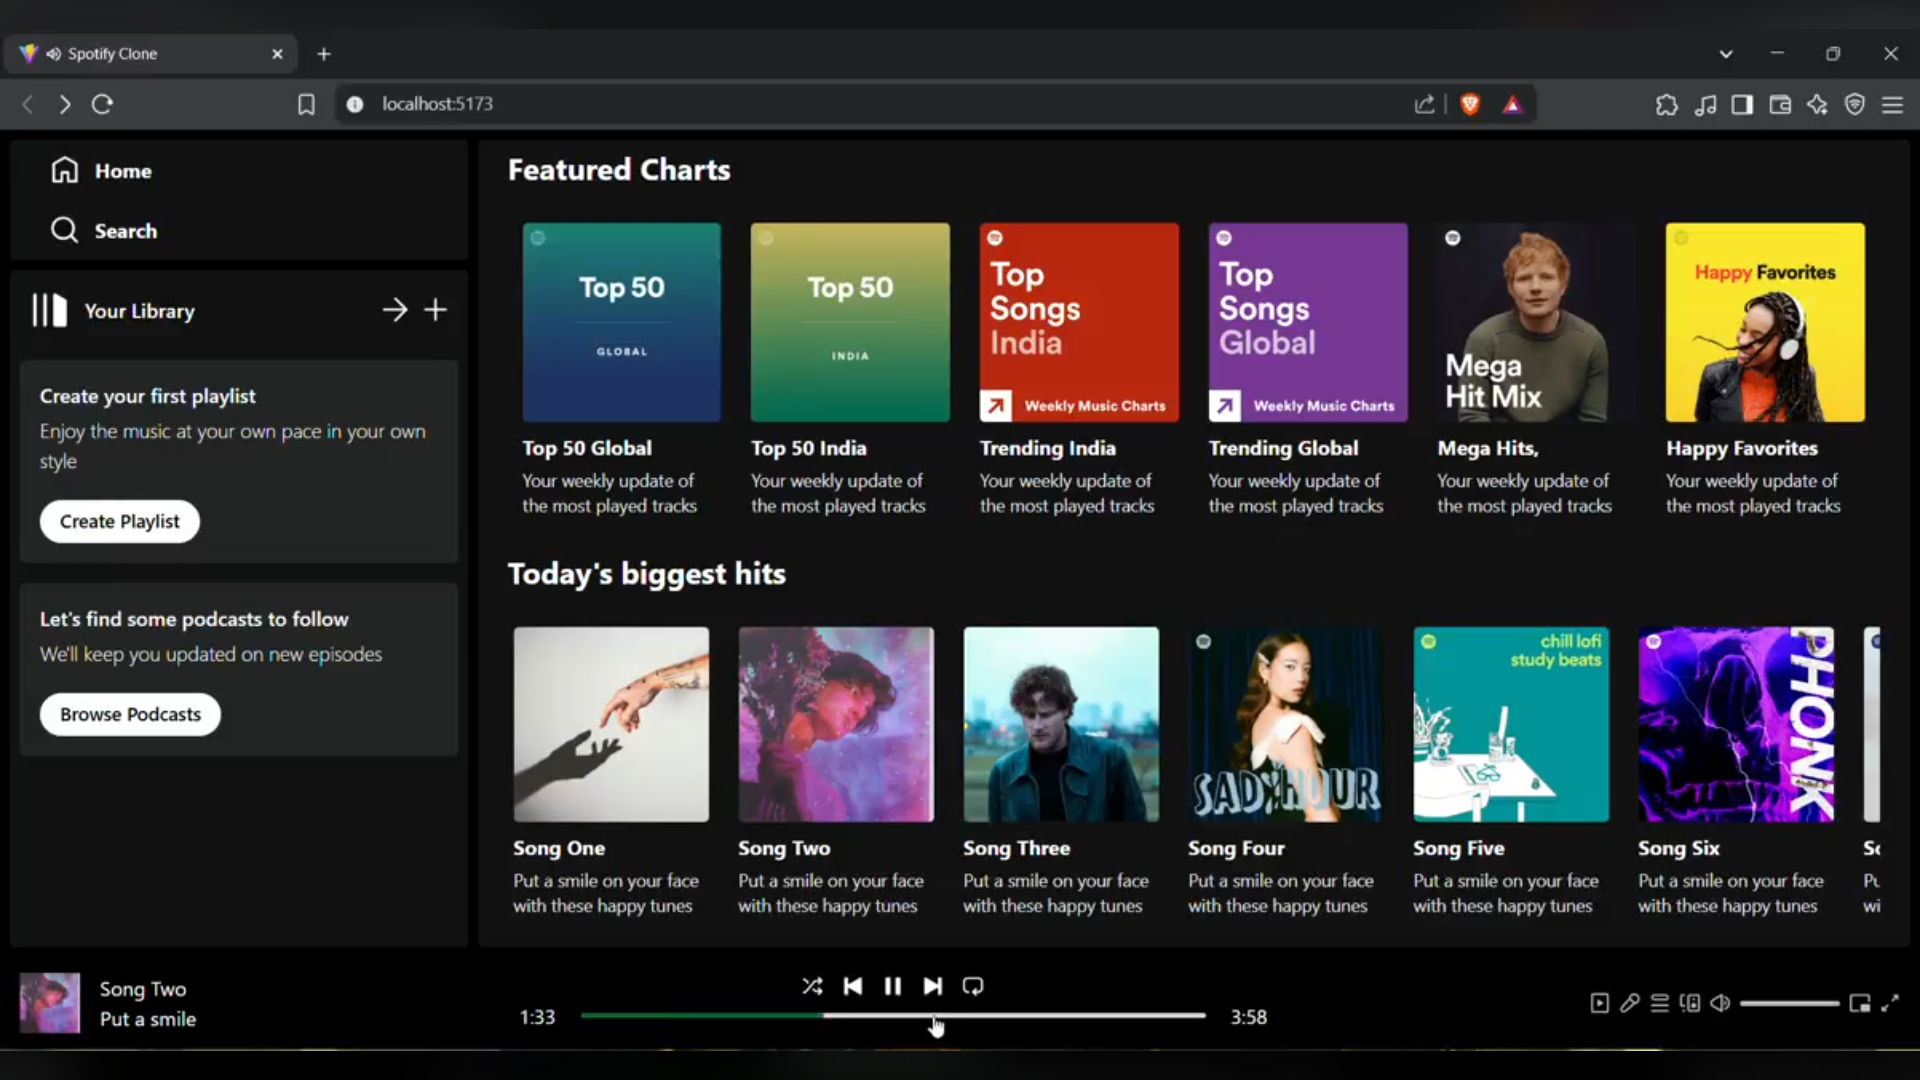 Spotify Clone
localhost:5173
Home
Search
Your Library
Create your first playlist
Enjoy the music at your own pace in your own
style
Create Playlist
Let's find some podcasts to follow
We'll keep you updated on new episodes
Browse Podcasts
Featured Charts
Top 50
GLOBAL
Top 50 Global
Your weekly update of
the most played tracks
Top 50
INDIA
Top 50 India
Your weekly update of
the most played tracks
Top
Songs
India
Weekly Music Charts
Trending India
Your weekly update of
the most played tracks
Top
Songs
Global
Weekly Music Charts
Trending Global
Your weekly update of
the most played tracks
Mega
Hit Mix
Mega Hits,
Your weekly update of
the most played tracks
Happy Favorites
Happy Favorites
Your weekly update of
the most played tracks
Today's biggest hits
Song One
Put a smile on your face
with these happy tunes
Song Two
Put a smile on your face
with these happy tunes
Song Three
Put a smile on your face
with these happy tunes
SAD HOUR
Song Four
Put a smile on your face
with these happy tunes
chill lofi
study beats
Song Five
Put a smile on your face
with these happy tunes
PHONK
Song Six
Put a smile on your face
with these happy tunes
Song Two
Put a smile
1:33
3:58